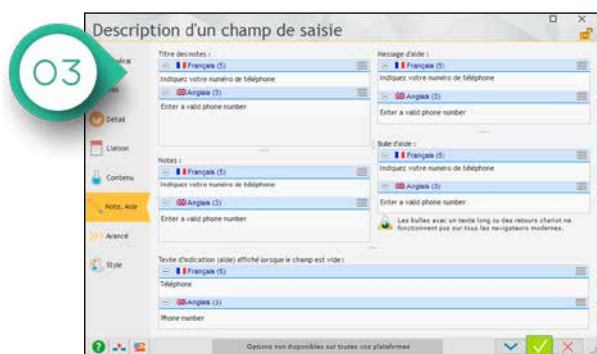 03
Description d'un champ de saisie
Détail
Liaison
Contenu
Note, Aide
Avancé
Style
Titre des notes :
Français (5)
Indiquez votre numéro de téléphone
Anglais (3)
Enter a valid phone number
Notes :
Français (5)
Indiquez votre numéro de téléphone
Anglais (3)
Enter a valid phone number
Message d'aide :
Français (5)
Indiquez votre numéro de téléphone
Anglais (3)
Enter a valid phone number
Bulle d'aide :
Français (5)
Indiquez votre numéro de téléphone
Anglais (3)
Enter a valid phone number
Les bulles avec un texte long ou des retours chariot ne
fonctionnent pas sur tous les navigateurs modernes.
Texte d'indication (aide) affiché lorsque le champ est vide :
Français (5)
Téléphone
Anglais (3)
Phone number
Options non disponibles sur toutes vos plateformes